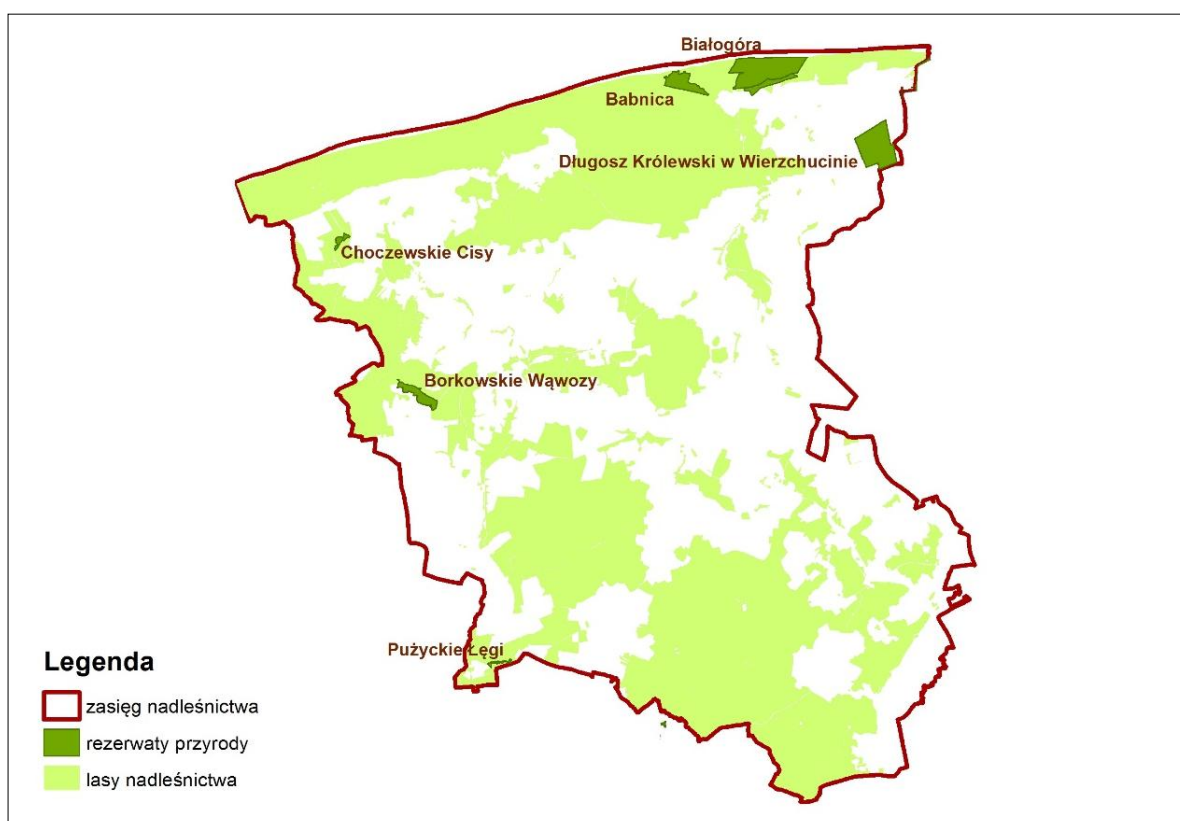 Białogóra
Babnica
Długosz Królewski w Wierzchucinie
Choczewskie Cisy
Borkowskie Wąwozy
Pużyckie Łęgi
Legenda
zasięg nadleśnictwa
rezerwaty przyrody
lasy nadleśnictwa